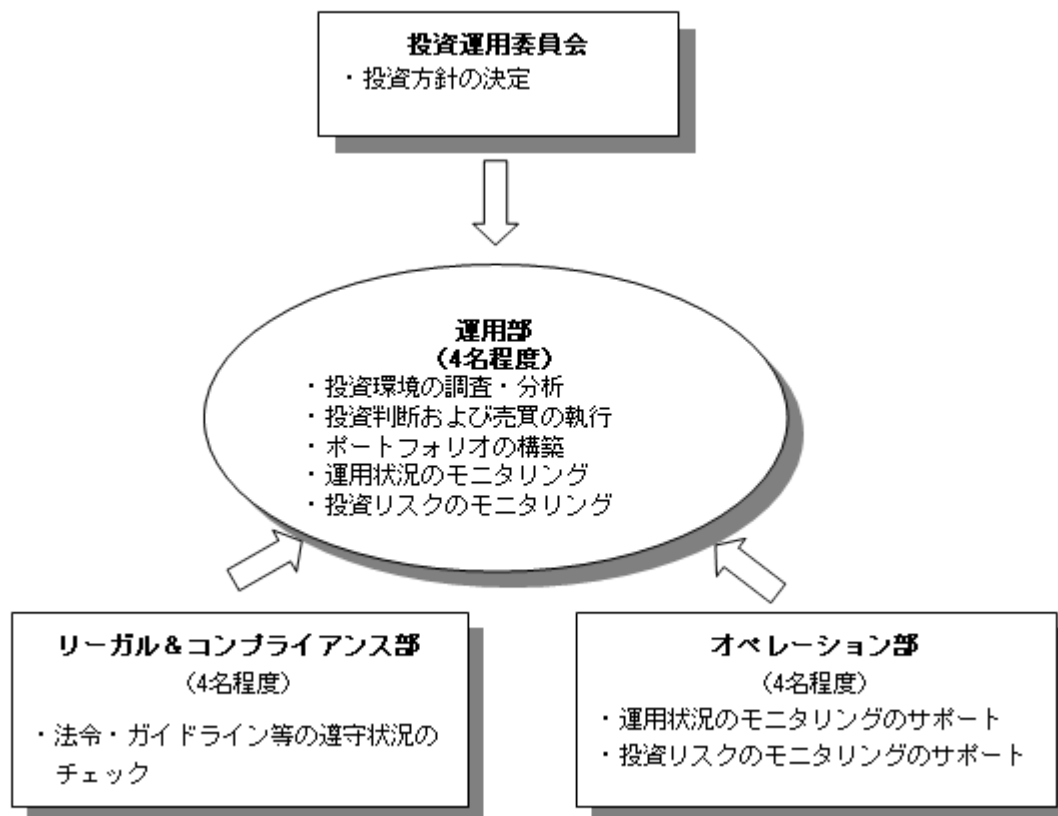 投資運用委員会
・投資方針の決定
運用部
(4名程度)
・投資環境の調査・分析
・投資判断および売買の執行
・ポートフォリオの構築
・運用状況のモニタリング
・投資リスクのモニタリング
リーガル＆コンプライアンス部
（4名程度）
・法令・ガイドライン等の遵守状況の
チェック
オペレーション部
（4名程度）
・運用状況のモニタリングのサポート
・投資リスクのモニタリングのサポート